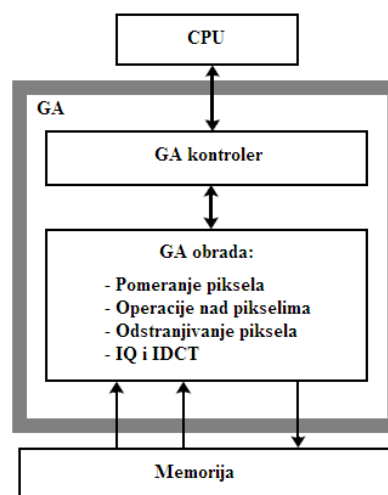 CPU
GA
GA kontroler
GA obrada:
- Pomeranje piksela
- Operacije nad pikselima
- Odstranjivanje piksela
- IQ i IDCT
Memorija